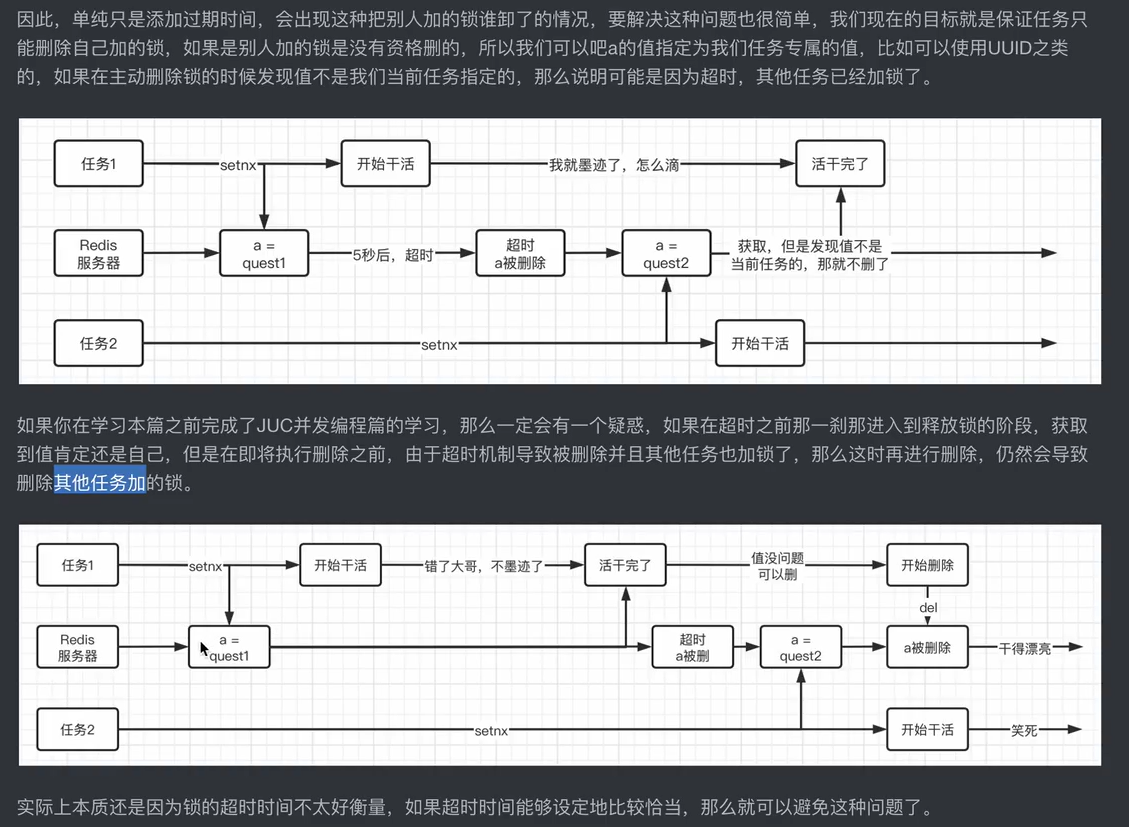 因此，单纯只是添加过期时间，会出现这种把别人加的锁谁卸了的情况，要解决这种问题也很简单，我们现在的目标就是保证任务只
能删除自己加的锁，如果是别人加的锁是没有资格删的，所以我们可以吧a的值指定为我们任务专属的值，比如可以使用UUID之类
的，如果在主动删除锁的时候发现值不是我们当前任务指定的，那么说明可能是因为超时，其他任务已经加锁了。
任务1
setnx
开始干活
我就墨迹了，怎么滴
活干完了
Redis
服务器
a =
quest1
5秒后，超时
超时
a被删除
a =
quest2
获取，但是发现值不是
当前任务的，那就不删了
任务2
setnx
开始干活
如果你在学习本篇之前完成了JUC并发编程篇的学习，那么一定会有一个疑惑，如果在超时之前那一刹那进入到释放锁的阶段，获取
到值肯定还是自己，但是在即将执行删除之前，由于超时机制导致被删除并且其他任务也加锁了，那么这时再进行删除，仍然会导致
删除其他任务加的锁。
任务1
setnx
开始干活
错了大哥，不墨迹了
活干完了
值没问题
可以删
开始删除
del
Redis
服务器
a =
quest1
超时
a被删
a =
quest2
a被删除
干得漂亮
任务2
setnx
开始干活
笑死
实际上本质还是因为锁的超时时间不太好衡量，如果超时时间能够设定地比较恰当，那么就可以避免这种问题了。